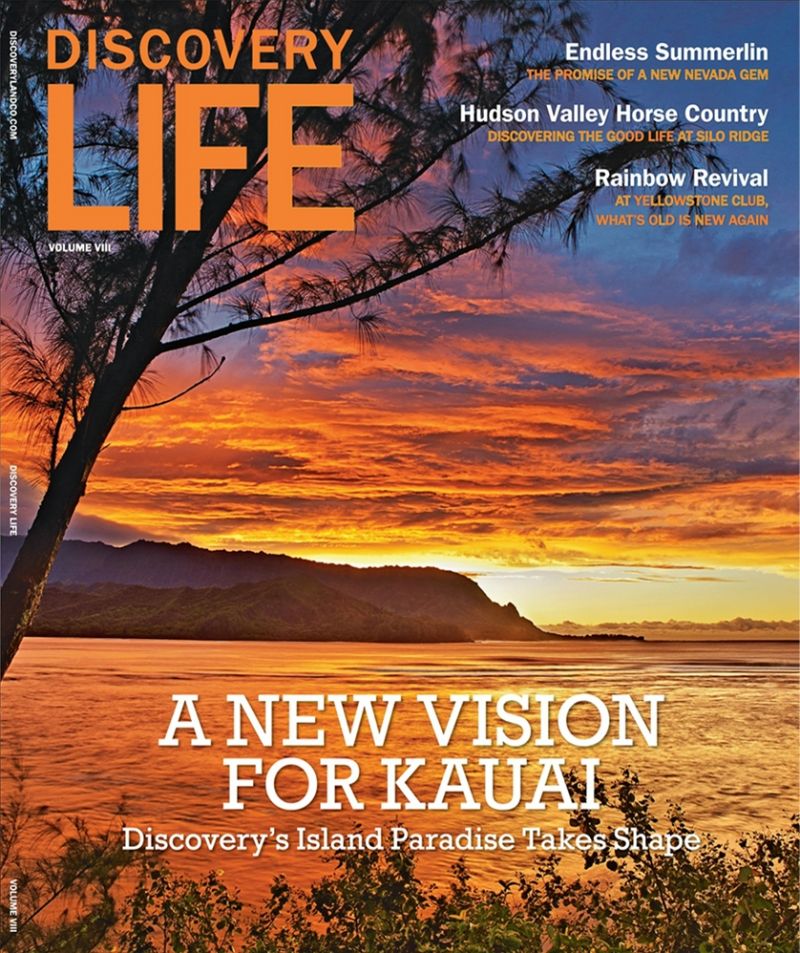 DISCOVERYLANDCO.COM
DISCOVERY
LIFE
VOLUME VIII
Endless Summerlin
THE PROMISE OF A NEW NEVADA GEM
Hudson Valley Horse Country
DISCOVERING THE GOOD LIFE AT SILO RIDGE
Rainbow Revival
AT YELLOWSTONE CLUB,
WHAT'S OLD IS NEW AGAIN
DISCOVERY LIFE
A NEW VISION
FOR KAUAI
Discovery's Island Paradise Takes Shape
VOLUME VIII